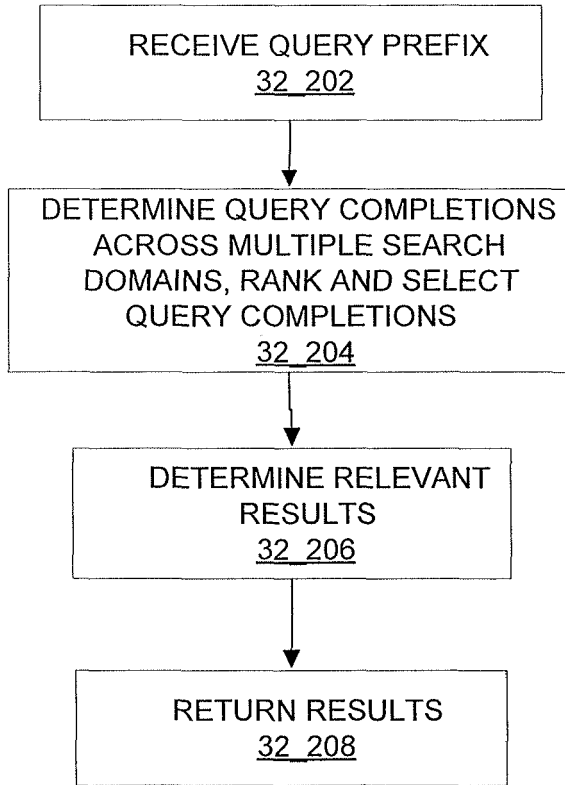 RECEIVE QUERY PREFIX
32_202
DETERMINE QUERY COMPLETIONS
ACROSS MULTIPLE SEARCH
DOMAINS, RANK AND SELECT
QUERY COMPLETIONS
32_204
DETERMINE RELEVANT
RESULTS
32_206
RETURN RESULTS
32_208